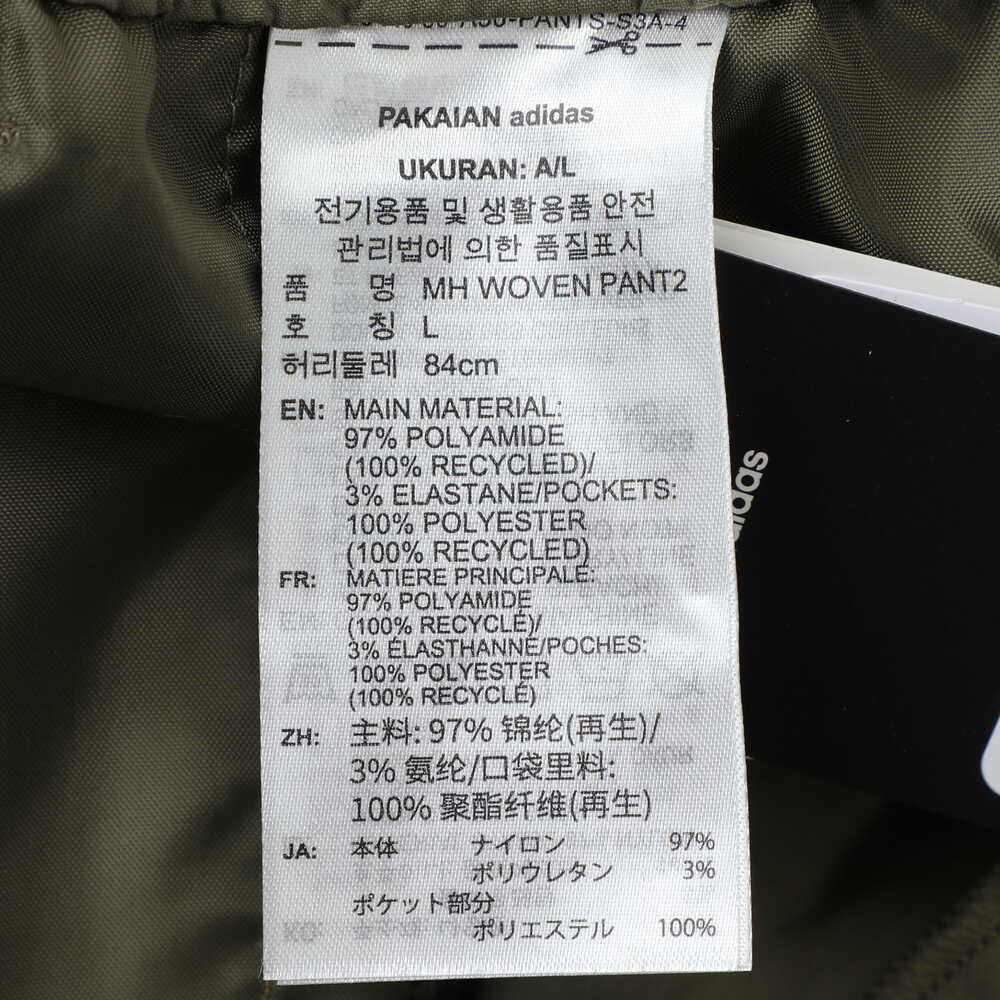 PANTS-S3A-4
PAKAIAN adidas
UKURAN: A/L
전기용품 및 생활용품 안전
관리법에 의한 품질표시
품 명 MH WOVEN PANT2
호 칭 L
허리둘레 84cm
EN: MAIN MATERIAL:
97% POLYAMIDE
(100% RECYCLED)/
3% ELASTANE/POCKETS:
100% POLYESTER
(100% RECYCLED)
FR: MATIERE PRINCIPALE:
97% POLYAMIDE
(100% RECYCLÉ)/
3% ÉLASTHANNE/POCHES:
100% POLYESTER
(100% RECYCLÉ)
ZH: 主料: 97% 锦纶(再生)/
3% 氨纶/口袋里料:
100% 聚酯纤维(再生)
JA: 本体 ナイロン 97%
ポリウレタン 3%
ポケット部分
ポリエステル 100%